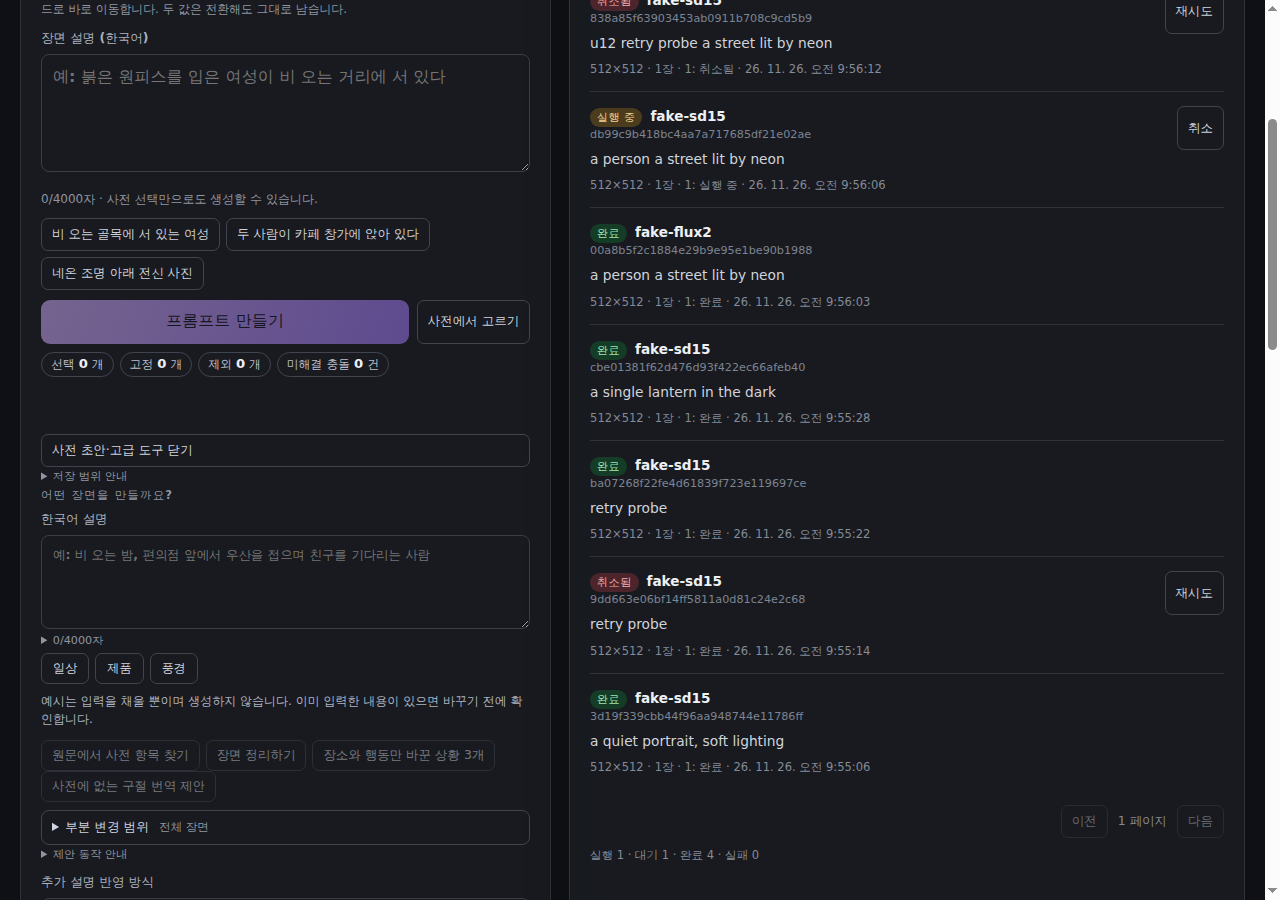 드로 바로 이동합니다. 두 값은 전환해도 그대로 남습니다.
장면 설명 (한국어)
예: 붉은 원피스를 입은 여성이 비 오는 거리에 서 있다
0/4000자 · 사전 선택만으로도 생성할 수 있습니다.
비 오는 골목에 서 있는 여성
두 사람이 카페 창가에 앉아 있다
네온 조명 아래 전신 사진
프롬프트 만들기
사전에서 고르기
선택 0 개
고정 0 개
제외 0 개
미해결 충돌 0 건
사전 초안·고급 도구 닫기
▶ 저장 범위 안내
어떤 장면을 만들까요?
한국어 설명
예: 비 오는 밤, 편의점 앞에서 우산을 접으며 친구를 기다리는 사람
▶ 0/4000자
일상
제품
풍경
예시는 입력을 채울 뿐이며 생성하지 않습니다. 이미 입력한 내용이 있으면 바꾸기 전에 확
인합니다.
원문에서 사전 항목 찾기
장면 정리하기
장소와 행동만 바꾼 상황 3개
사전에 없는 구절 번역 제안
▶ 부분 변경 범위 전체 장면
▶ 제안 동작 안내
추가 설명 반영 방식
취소됨 fake-sd15
838a85f63903453ab0911b708c9cd5b9
재시도
u12 retry probe a street lit by neon
512×512 · 1장 · 1: 취소됨 · 26. 11. 26. 오전 9:56:12
실행 중 fake-sd15
db99c9b418bc4aa7a717685df21e02ae
취소
a person a street lit by neon
512×512 · 1장 · 1: 실행 중 · 26. 11. 26. 오전 9:56:06
완료 fake-flux2
00a8b5f2c1884e29b9e95e1be90b1988
a person a street lit by neon
512×512 · 1장 · 1: 완료 · 26. 11. 26. 오전 9:56:03
완료 fake-sd15
cbe01381f62d476d93f422ec66afeb40
a single lantern in the dark
512×512 · 1장 · 1: 완료 · 26. 11. 26. 오전 9:55:28
완료 fake-sd15
ba07268f22fe4d61839f723e119697ce
retry probe
512×512 · 1장 · 1: 완료 · 26. 11. 26. 오전 9:55:22
취소됨 fake-sd15
9dd663e06bf14ff5811a0d81c24e2c68
재시도
retry probe
512×512 · 1장 · 1: 완료 · 26. 11. 26. 오전 9:55:14
완료 fake-sd15
3d19f339cbb44f96aa948744e11786ff
a quiet portrait, soft lighting
512×512 · 1장 · 1: 완료 · 26. 11. 26. 오전 9:55:06
이전
1 페이지
다음
실행 1 · 대기 1 · 완료 4 · 실패 0